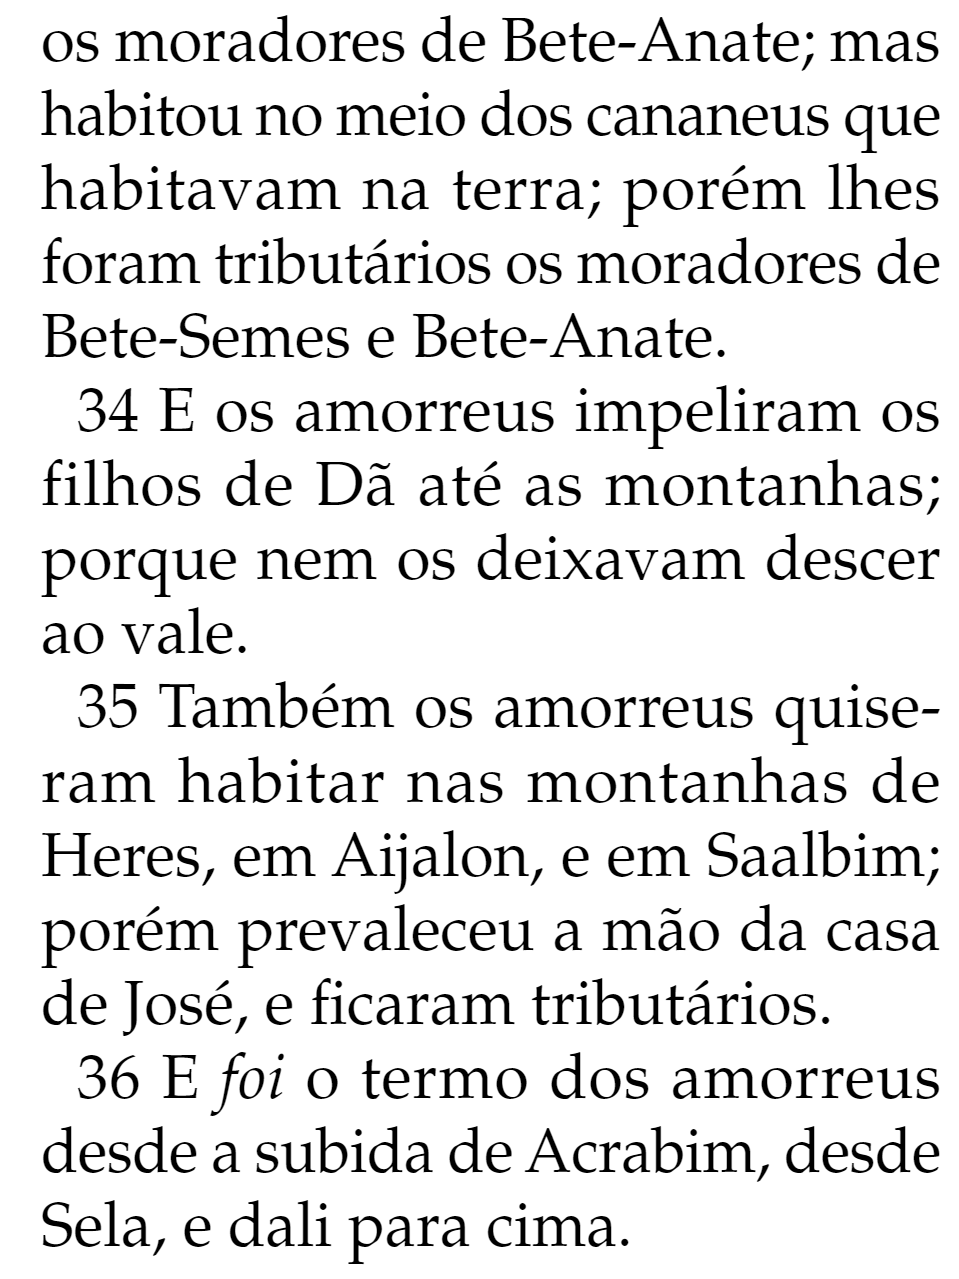 os moradores de Bete-Anate; mas
habitou no meio dos cananeus que
habitavam na terra; porém lhes
foram tributários os moradores de
Bete-Semes e Bete-Anate.
34 E os amorreus impeliram os
filhos de Dã até as montanhas;
porque nem os deixavam descer
ao vale.
35 Também os amorreus quise-
ram habitar nas montanhas de
Heres, em Aijalon, e em Saalbim;
porém prevaleceu a mão da casa
de José, e ficaram tributários.
36 E foi o termo dos amorreus
desde a subida de Acrabim, desde
Sela, e dali para cima.